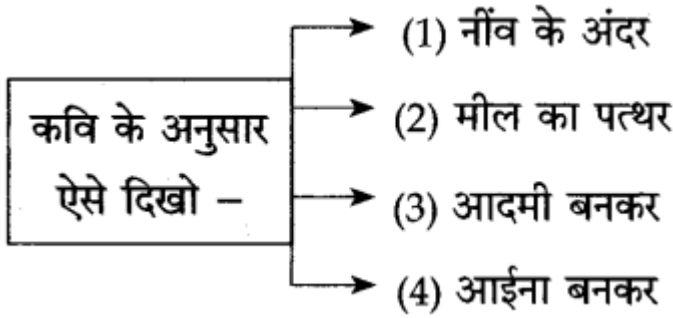 कवि के अनुसार
ऐसे दिखो –
(1) नींव के अंदर
(2) मील का पत्थर
(3) आदमी बनकर
(4) आईना बनकर